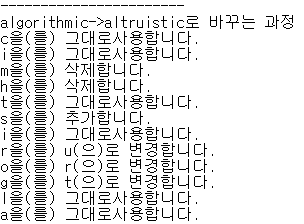 -----------------------
algorithmic->altruistic로 바꾸는 과정
c을(를) 그대로사용합니다.
i을(를) 그대로사용합니다.
m을(를) 삭제합니다.
h을(를) 삭제합니다.
t을(를) 그대로사용합니다.
s을(를) 추가합니다.
i을(를) 그대로사용합니다.
r을(를) u(으)로 변경합니다.
o을(를) r(으)로 변경합니다.
g을(를) t(으)로 변경합니다.
l을(를) 그대로사용합니다.
a을(를) 그대로사용합니다.